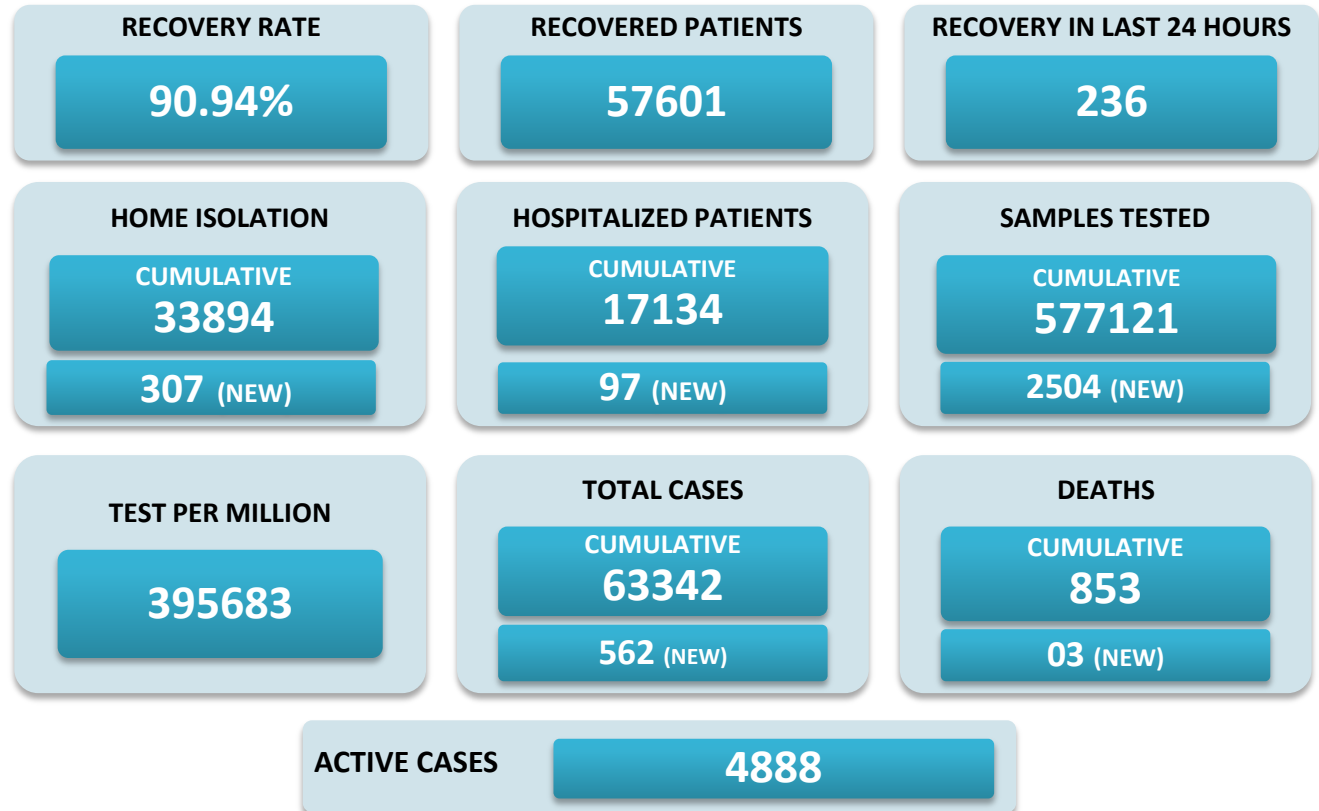 RECOVERY RATE
90.94%
RECOVERED PATIENTS
57601
RECOVERY IN LAST 24 HOURS
236
HOME ISOLATION
CUMULATIVE
33894
307 (NEW)
HOSPITALIZED PATIENTS
CUMULATIVE
17134
97 (NEW)
SAMPLES TESTED
CUMULATIVE
577121
2504 (NEW)
TEST PER MILLION
395683
TOTAL CASES
CUMULATIVE
63342
562 (NEW)
DEATHS
CUMULATIVE
853
03 (NEW)
ACTIVE CASES
4888